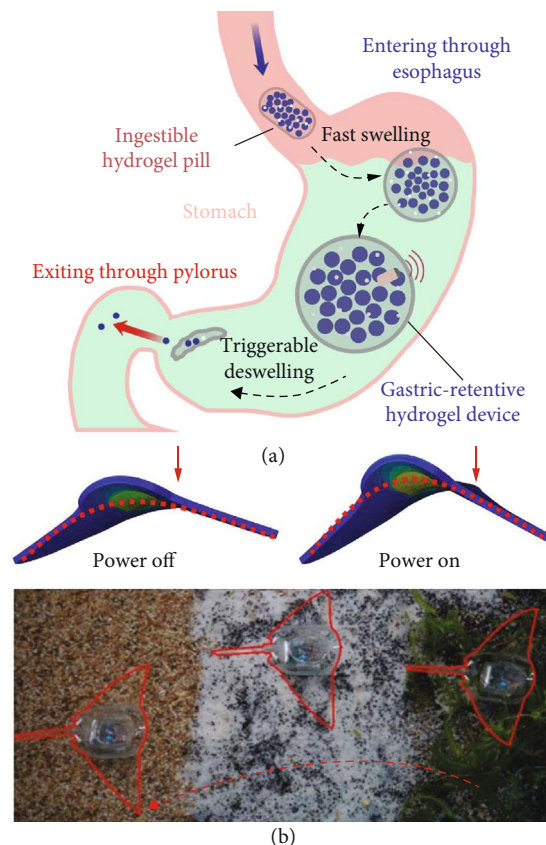 Entering through
esophagus
Fast swelling
Ingestible
hydrogel pill
Stomach
Exiting through pylorus
Triggerable
deswelling
Gastric-retentive
hydrogel device
(a)
Power off
Power on
(b)